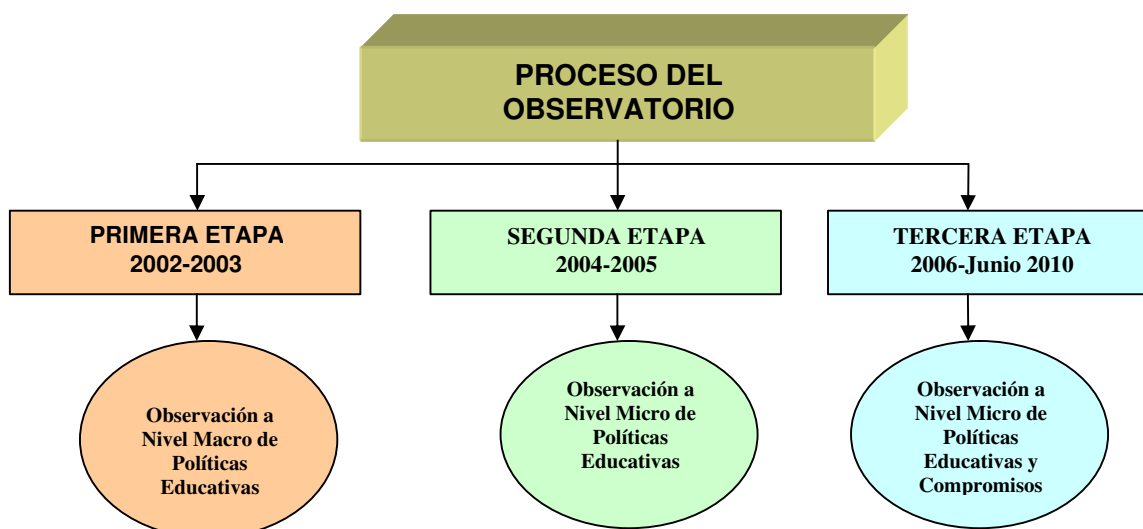 PROCESO DEL
OBSERVATORIO
PRIMERA ETAPA
2002-2003
SEGUNDA ETAPA
2004-2005
TERCERA ETAPA
2006-Junio 2010
Observación a
Nivel Macro de
Políticas
Educativas
Observación a
Nivel Micro de
Políticas
Educativas
Observación a
Nivel Micro de
Políticas
Educativas y
Compromisos